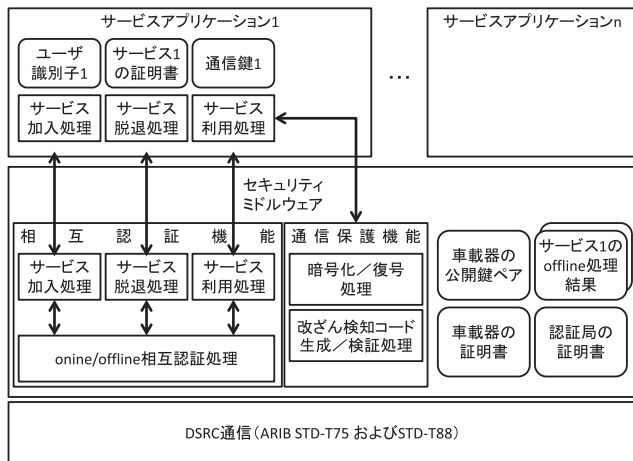 サービスアプリケーション1
サービスアプリケーションn
ユーザ
識別子1
サービス1
の証明書
通信鍵1
…
サービス
加入処理
サービス
脱退処理
サービス
利用処理
セキュリティ
ミドルウェア
相互認証機能
通信保護機能
サービス
加入処理
サービス
脱退処理
サービス
利用処理
onine/offline相互認証処理
暗号化／復号
処理
改ざん検知コード
生成／検証処理
車載器の
公開鍵ペア
サービス1の
offline処理
結果
車載器の
証明書
認証局の
証明書
DSRC通信（ARIB STD-T75 およびSTD-T88）